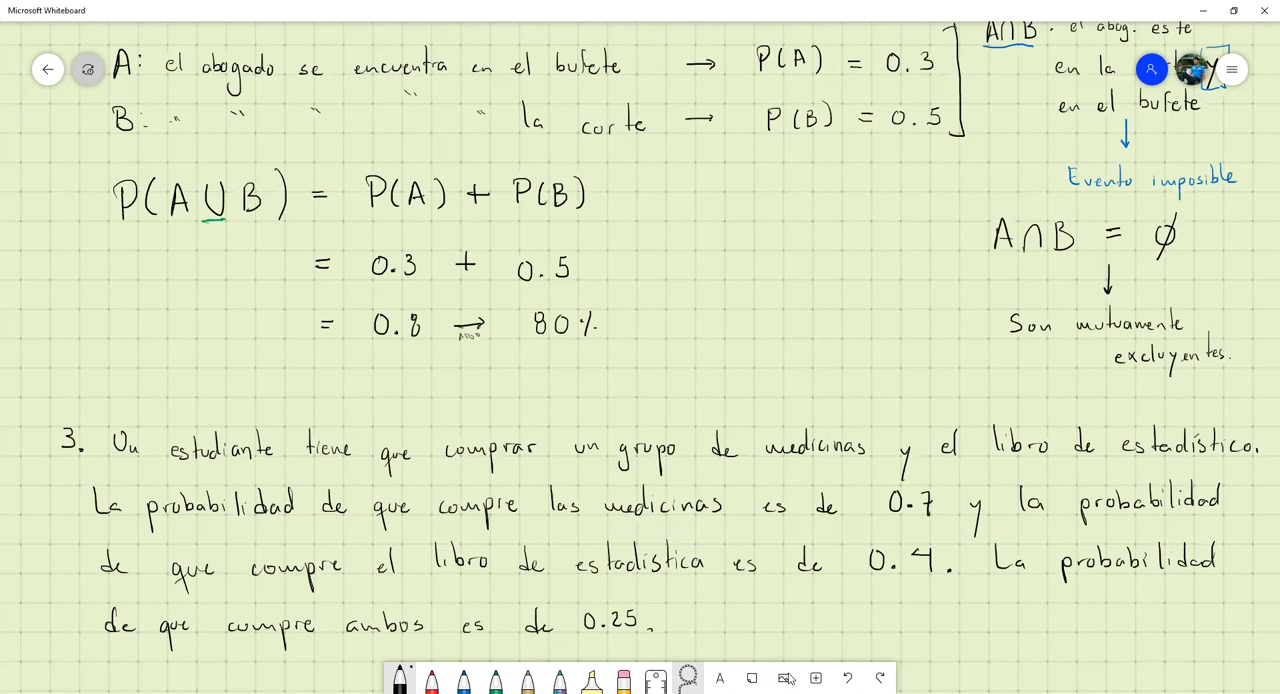 Microsoft Whiteboard
A: el abogado se encuentra en el bufete → P(A) = 0.3
B: " " " " " la corte → P(B) = 0.5
P(A ∪ B) = P(A) + P(B)
= 0.3 + 0.5
= 0.8 → 80%
x100
A∩B . el abog. este
en la y
en el bufete
↓
Evento imposible
A∩B = ∅
↓
Son mutuamente
excluyentes.
3. Un estudiante tiene que comprar un grupo de medicinas y el libro de estadístico.
La probabilidad de que compre las medicinas es de 0.7 y la probabilidad
de que compre el libro de estadística es de 0.4. La probabilidad
de que compre ambos es de 0.25.